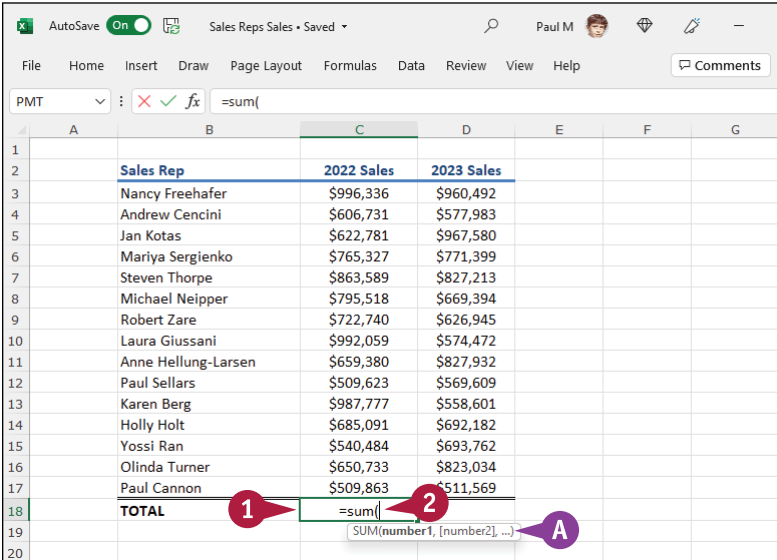 AutoSave On Sales Reps Sales • Saved Paul M
File Home Insert Draw Page Layout Formulas Data Review View Help Comments
PMT fx =sum(
A B C D E F G
1
2 Sales Rep 2022 Sales 2023 Sales
3 Nancy Freehafer $996,336 $960,492
4 Andrew Cencini $606,731 $577,983
5 Jan Kotas $622,781 $967,580
6 Mariya Sergienko $765,327 $771,399
7 Steven Thorpe $863,589 $827,213
8 Michael Neipper $795,518 $669,394
9 Robert Zare $722,740 $626,945
10 Laura Giussani $992,059 $574,472
11 Anne Hellung-Larsen $659,380 $827,932
12 Paul Sellars $509,623 $569,609
13 Karen Berg $987,777 $558,601
14 Holly Holt $685,091 $692,182
15 Yossi Ran $540,484 $693,762
16 Olinda Turner $650,733 $823,034
17 Paul Cannon $509,863 $511,569
18 TOTAL 1 =sum( 2
19 SUM(number1, [number2], ...) A
20